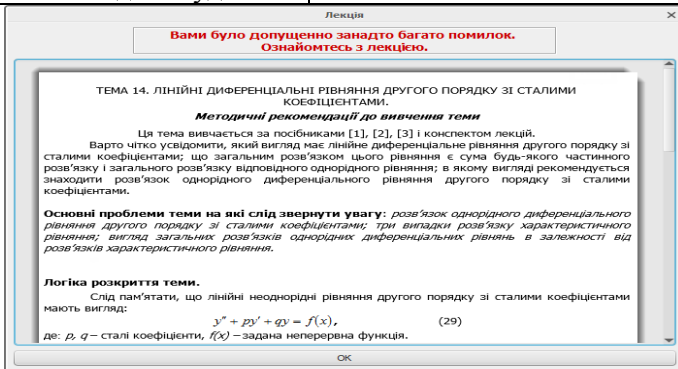 Лекція
Вами було допущенно занадто багато помилок.
Ознайомтесь з лекцією.
ТЕМА 14. ЛІНІЙНІ ДИФЕРЕНЦІАЛЬНІ РІВНЯННЯ ДРУГОГО ПОРЯДКУ ЗІ СТАЛИМИ
КОЕФІЦІЄНТАМИ.
Методичні рекомендації до вивчення теми
Ця тема вивчається за посібниками [1], [2], [3] і конспектом лекцій.
Варто чітко усвідомити, який вигляд має лінійне диференціальне рівняння другого порядку зі
сталими коефіцієнтами; що загальним розв’язком цього рівняння є сума будь-якого частинного
розв’язку і загального розв’язку відповідного однорідного рівняння; в якому вигляді рекомендується
знаходити розв’язок однорідного диференціального рівняння другого порядку зі сталими
коефіцієнтами.
Основні проблеми теми на які слід звернути увагу: розв’язок однорідного диференціального
рівняння другого порядку зі сталими коефіцієнтами; три випадки розв’язку характеристичного
рівняння; вигляд загальних розв’язків однорідних диференціальних рівнянь в залежності від
розв’язків характеристичного рівняння.
Логіка розкриття теми.
Слід пам’ятати, що лінійні неоднорідні рівняння другого порядку зі сталими коефіцієнтами
мають вигляд:
y″ + py′ + qy = f(x), (29)
де: p, q – сталі коефіцієнти, f(x) –задана неперервна функція.
ОК